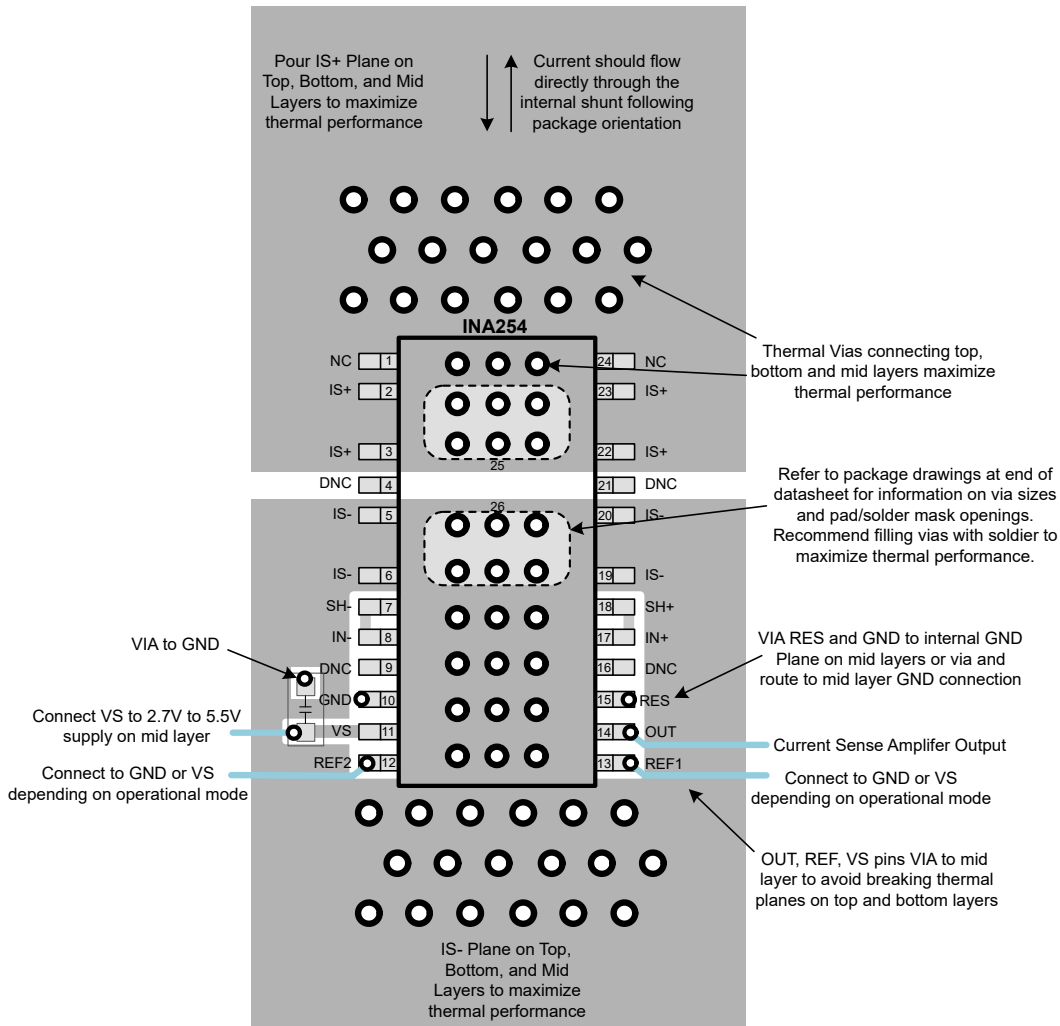 Pour IS+ Plane on
Top, Bottom, and Mid
Layers to maximize
thermal performance
Current should flow
directly through the
internal shunt following
package orientation
INA254
NC 1
24 NC
IS+ 2
23 IS+
IS+ 3
22 IS+
25
DNC 4
21 DNC
26
IS- 5
20 IS-
IS- 6
19 IS-
SH- 7
18 SH+
IN- 8
17 IN+
DNC 9
16 DNC
GND 10
15 RES
VS 11
14 OUT
REF2 12
13 REF1
Thermal Vias connecting top,
bottom and mid layers maximize
thermal performance
Refer to package drawings at end of
datasheet for information on via sizes
and pad/solder mask openings.
Recommend filling vias with soldier to
maximize thermal performance.
VIA to GND
VIA RES and GND to internal GND
Plane on mid layers or via and
route to mid layer GND connection
Connect VS to 2.7V to 5.5V
supply on mid layer
Current Sense Amplifer Output
Connect to GND or VS
depending on operational mode
Connect to GND or VS
depending on operational mode
OUT, REF, VS pins VIA to mid
layer to avoid breaking thermal
planes on top and bottom layers
IS- Plane on Top,
Bottom, and Mid
Layers to maximize
thermal performance